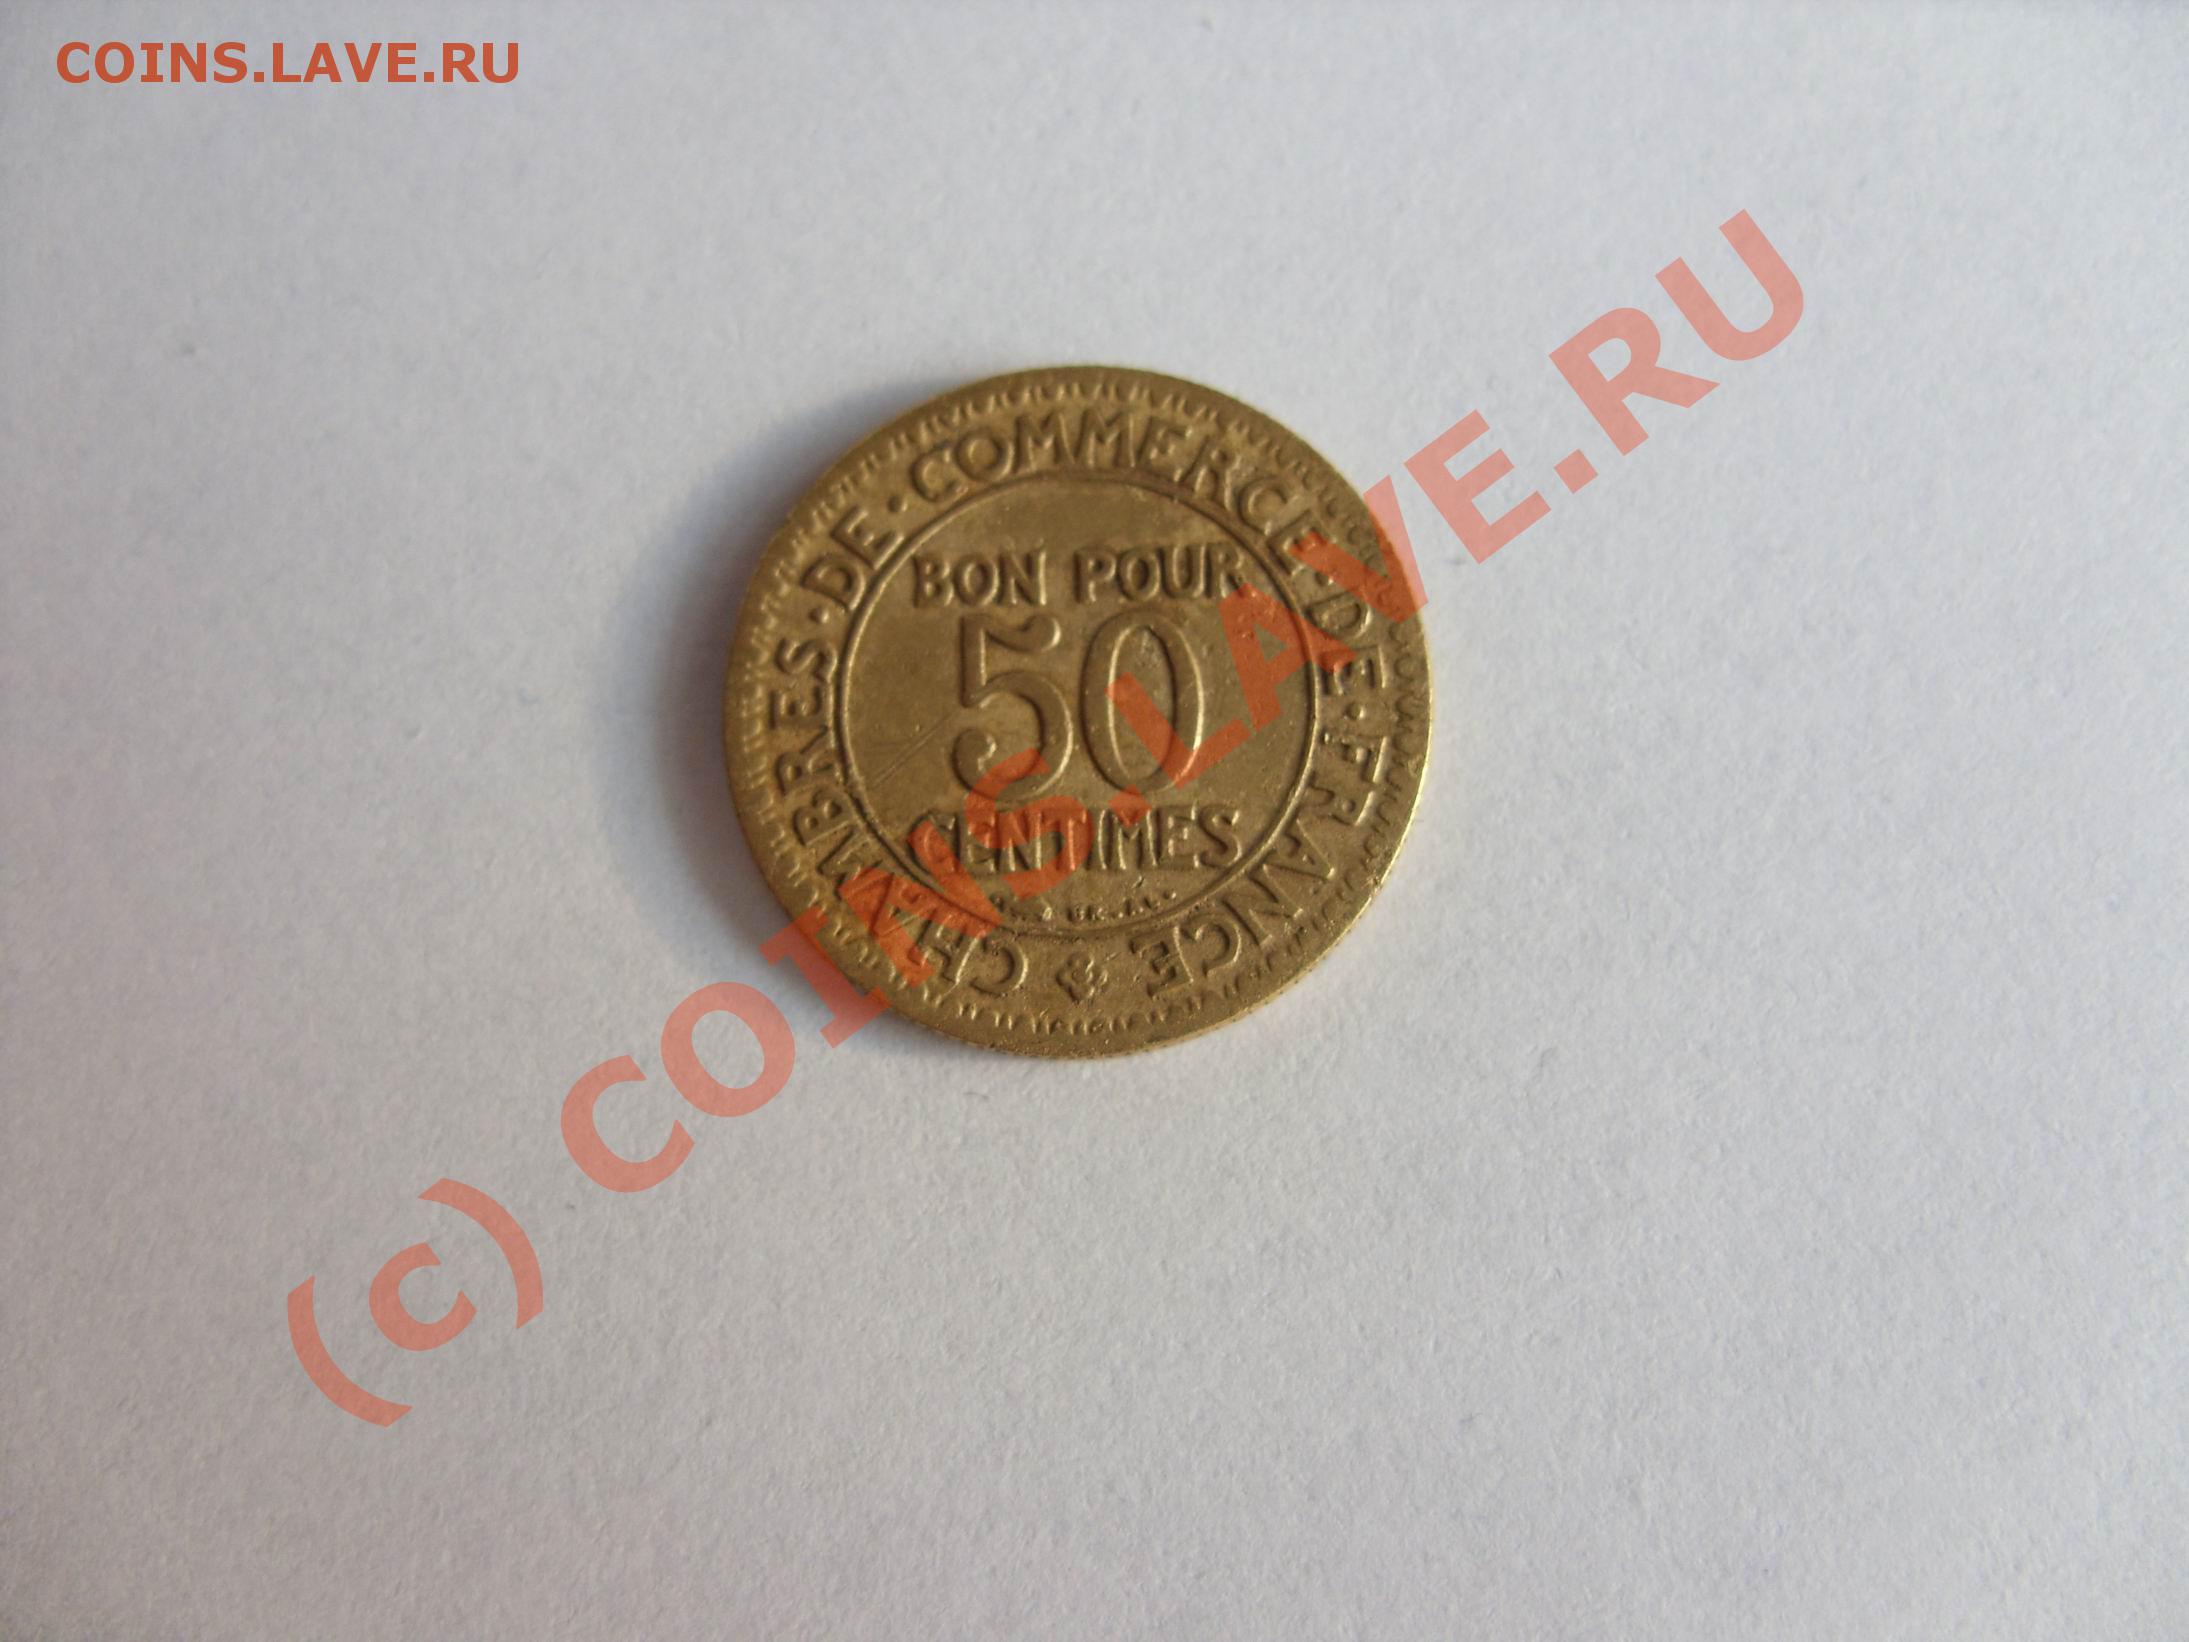 COINS.LAVE.RU
CHAMBRES·DE·COMMERCE·DE·FRANCE
BON POUR
50
CENTIMES
(c) COINS.LAVE.RU